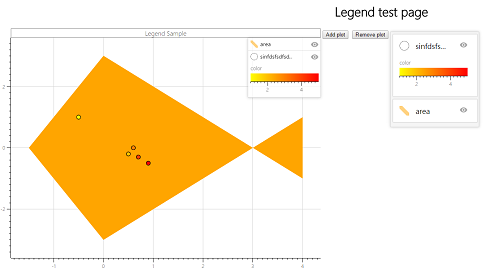 Legend test page
Legend Sample
Add plot
Remove plot
area
sinfdsfsdfsd...
color
2
4
sinfdsfs...
color
2
4
area
2
0
-2
-1
0
1
2
3
4